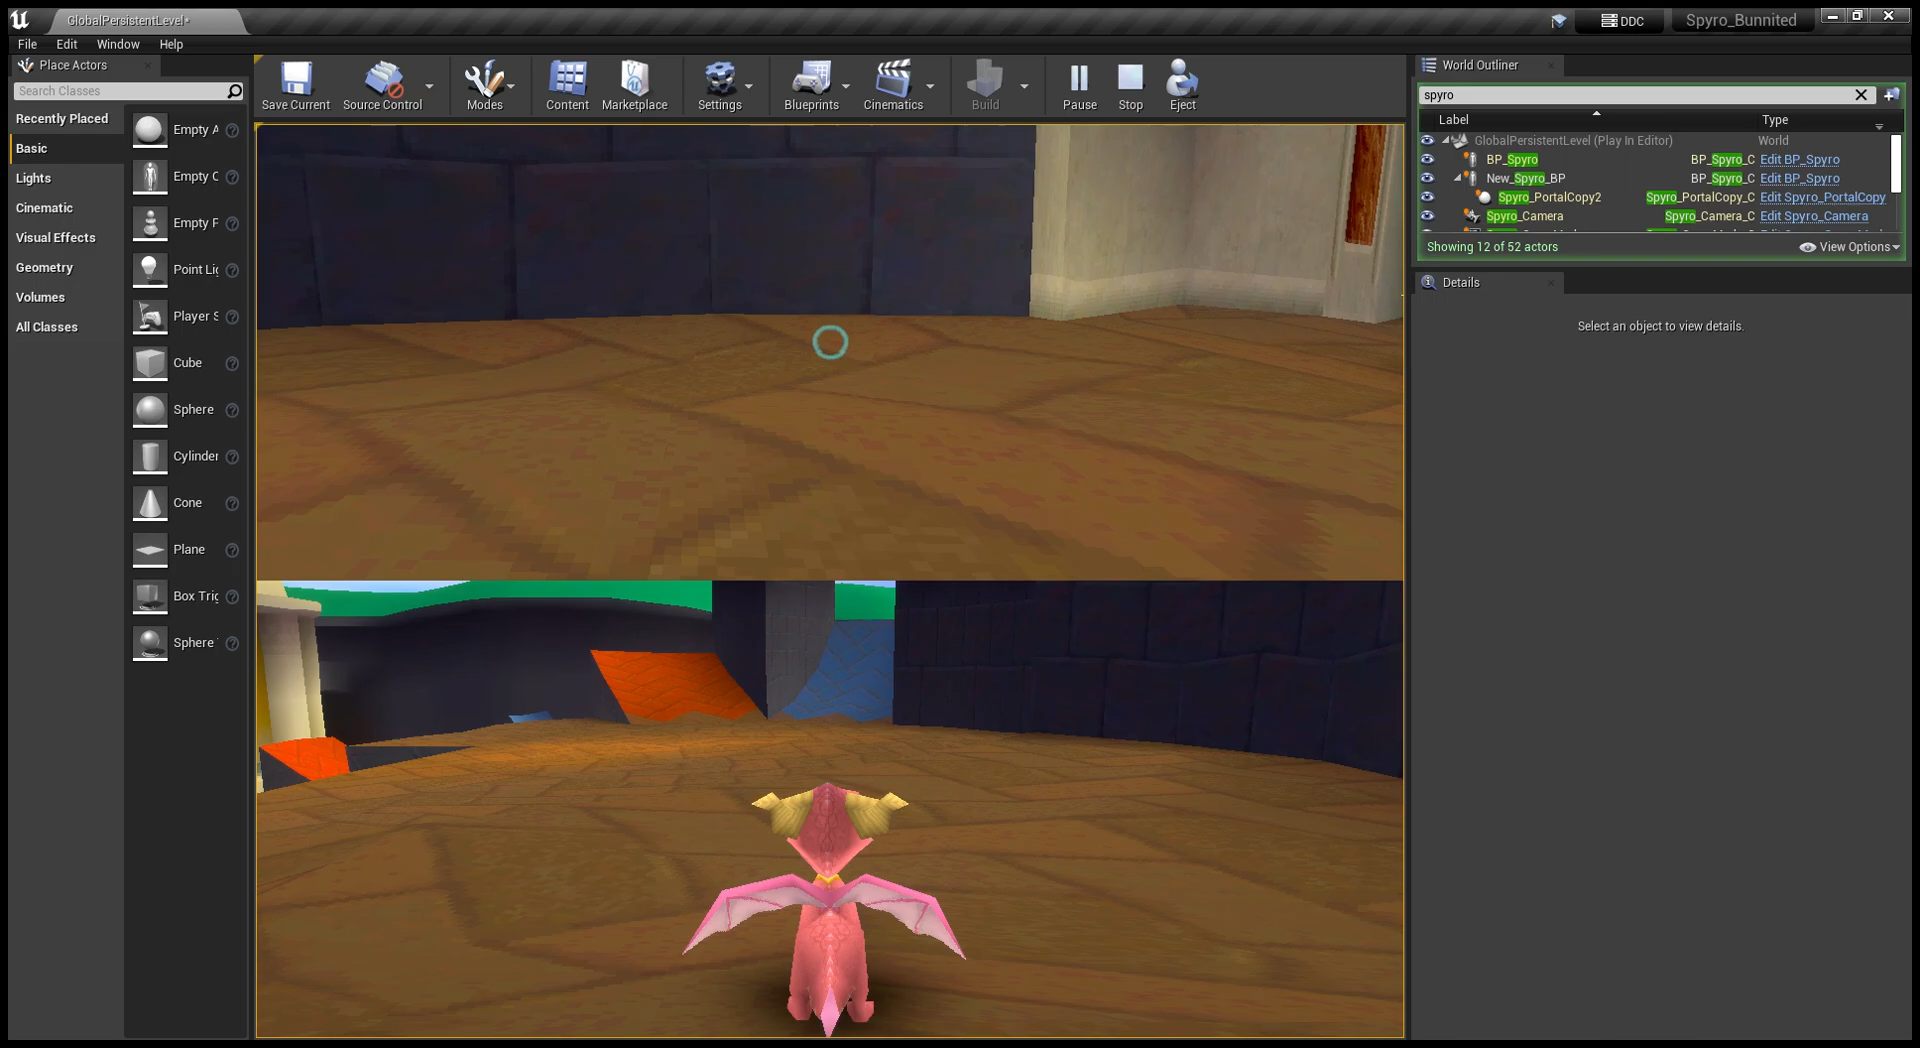 GlobalPersistentLevel*
DDC
Spyro_Bunnited
File Edit Window Help
Place Actors
Search Classes
Recently Placed
Basic
Lights
Cinematic
Visual Effects
Geometry
Volumes
All Classes
Empty A
Empty C
Empty P
Point Lig
Player S
Cube
Sphere
Cylinder
Cone
Plane
Box Trig
Sphere
Save Current
Source Control
Modes
Content
Marketplace
Settings
Blueprints
Cinematics
Build
Pause
Stop
Eject
World Outliner
spyro
Label Type
GlobalPersistentLevel (Play In Editor) World
BP_Spyro BP_Spyro_C Edit BP_Spyro
New_Spyro_BP BP_Spyro_C Edit BP_Spyro
Spyro_PortalCopy2 Spyro_PortalCopy_C Edit Spyro_PortalCopy
Spyro_Camera Spyro_Camera_C Edit Spyro_Camera
Showing 12 of 52 actors
View Options
Details
Select an object to view details.